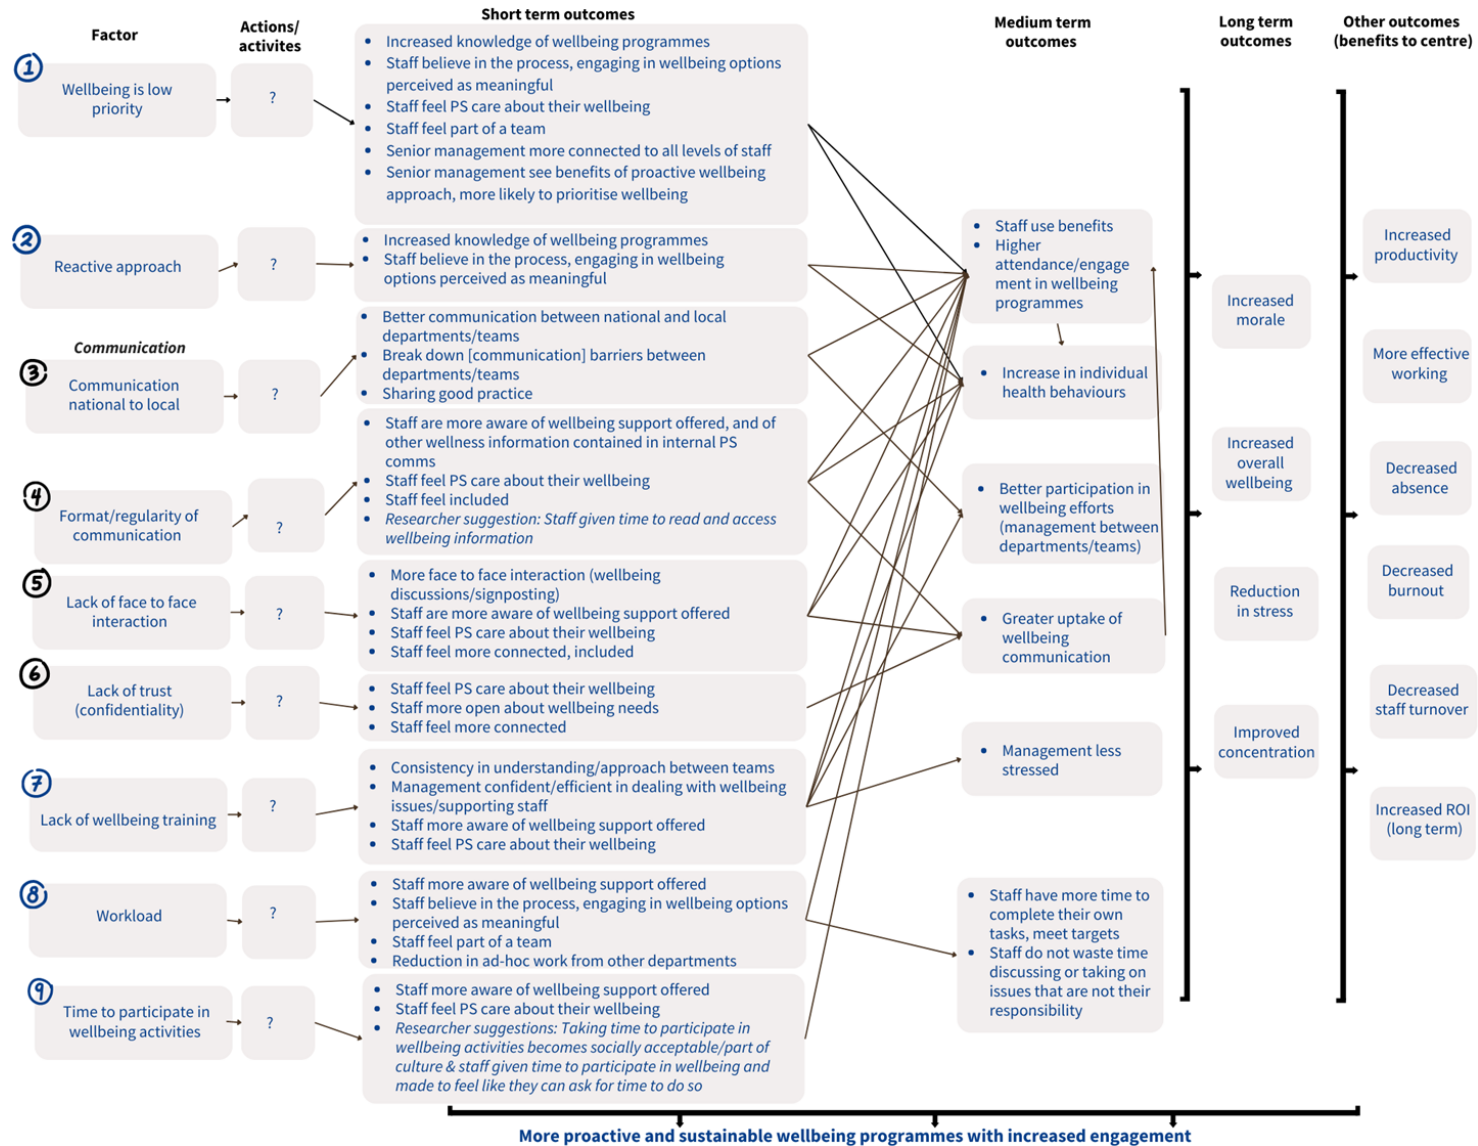 Factor
Actions/
activites
Short term outcomes
Medium term
outcomes
Long term
outcomes
Other outcomes
(benefits to centre)
1
Wellbeing is low
priority
?
Increased knowledge of wellbeing programmes
Staff believe in the process, engaging in wellbeing options
perceived as meaningful
Staff feel PS care about their wellbeing
Staff feel part of a team
Senior management more connected to all levels of staff
Senior management see benefits of proactive wellbeing
approach, more likely to prioritise wellbeing
2
Reactive approach
?
Increased knowledge of wellbeing programmes
Staff believe in the process, engaging in wellbeing
options perceived as meaningful
Communication
3
Communication
national to local
?
Better communication between national and local
departments/teams
Break down [communication] barriers between
departments/teams
Sharing good practice
4
Format/regularity of
communication
?
Staff are more aware of wellbeing support offered, and of
other wellness information contained in internal PS
comms
Staff feel PS care about their wellbeing
Staff feel included
Researcher suggestion: Staff given time to read and access
wellbeing information
5
Lack of face to face
interaction
?
More face to face interaction (wellbeing
discussions/signposting)
Staff are more aware of wellbeing support offered
Staff feel PS care about their wellbeing
Staff feel more connected, included
6
Lack of trust
(confidentiality)
?
Staff feel PS care about their wellbeing
Staff more open about wellbeing needs
Staff feel more connected
7
Lack of wellbeing training
?
Consistency in understanding/approach between teams
Management confident/efficient in dealing with wellbeing
issues/supporting staff
Staff more aware of wellbeing support offered
Staff feel PS care about their wellbeing
8
Workload
?
Staff more aware of wellbeing support offered
Staff believe in the process, engaging in wellbeing options
perceived as meaningful
Staff feel part of a team
Reduction in ad-hoc work from other departments
9
Time to participate in
wellbeing activities
?
Staff more aware of wellbeing support offered
Staff feel PS care about their wellbeing
Researcher suggestions: Taking time to participate in
wellbeing activities becomes socially acceptable/part of
culture & staff given time to participate in wellbeing and
made to feel like they can ask for time to do so
Staff use benefits
Higher
attendance/engage
ment in wellbeing
programmes
Increase in individual
health behaviours
Better participation in
wellbeing efforts
(management between
departments/teams)
Greater uptake of
wellbeing
communication
Management less
stressed
Staff have more time to
complete their own
tasks, meet targets
Staff do not waste time
discussing or taking on
issues that are not their
responsibility
Increased
morale
Increased
overall
wellbeing
Reduction
in stress
Improved
concentration
Increased
productivity
More effective
working
Decreased
absence
Decreased
burnout
Decreased
staff turnover
Increased ROI
(long term)
More proactive and sustainable wellbeing programmes with increased engagement